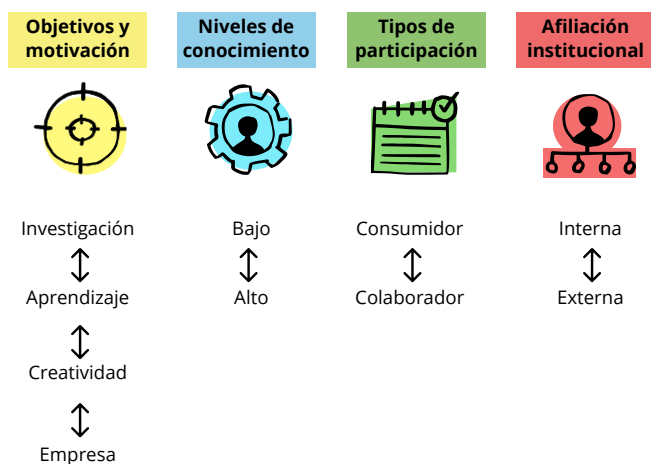 Objetivos y
motivación
Niveles de
conocimiento
Tipos de
participación
Afiliación
institucional
Investigación
Aprendizaje
Creatividad
Empresa
Bajo
Alto
Consumidor
Colaborador
Interna
Externa